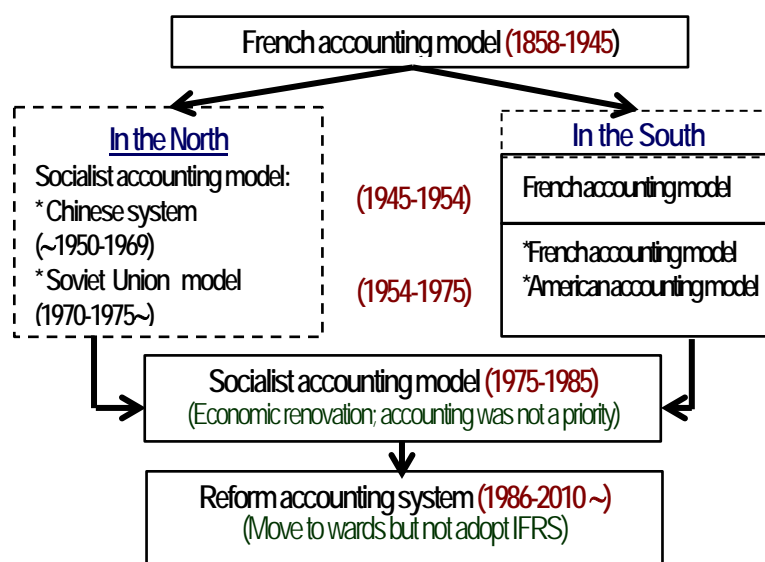 French accounting model (1858-1945)
In the North
Socialist accounting model:
* Chinese system
(~1950-1969)
* Soviet Union model
(1970-1975~)
(1945-1954)
(1954-1975)
In the South
French accounting model
*French accounting model
*American accounting model
Socialist accounting model (1975-1985)
(Economic renovation; accounting was not a priority)
Reform accounting system (1986-2010 ~)
(Move to wards but not adopt IFRS)